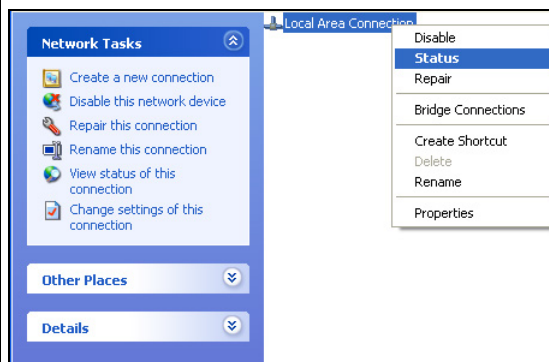 Network Tasks
Create a new connection
Disable this network device
Repair this connection
Rename this connection
View status of this
connection
Change settings of this
connection
Other Places
Details
Local Area Connection
Disable
Status
Repair
Bridge Connections
Create Shortcut
Delete
Rename
Properties